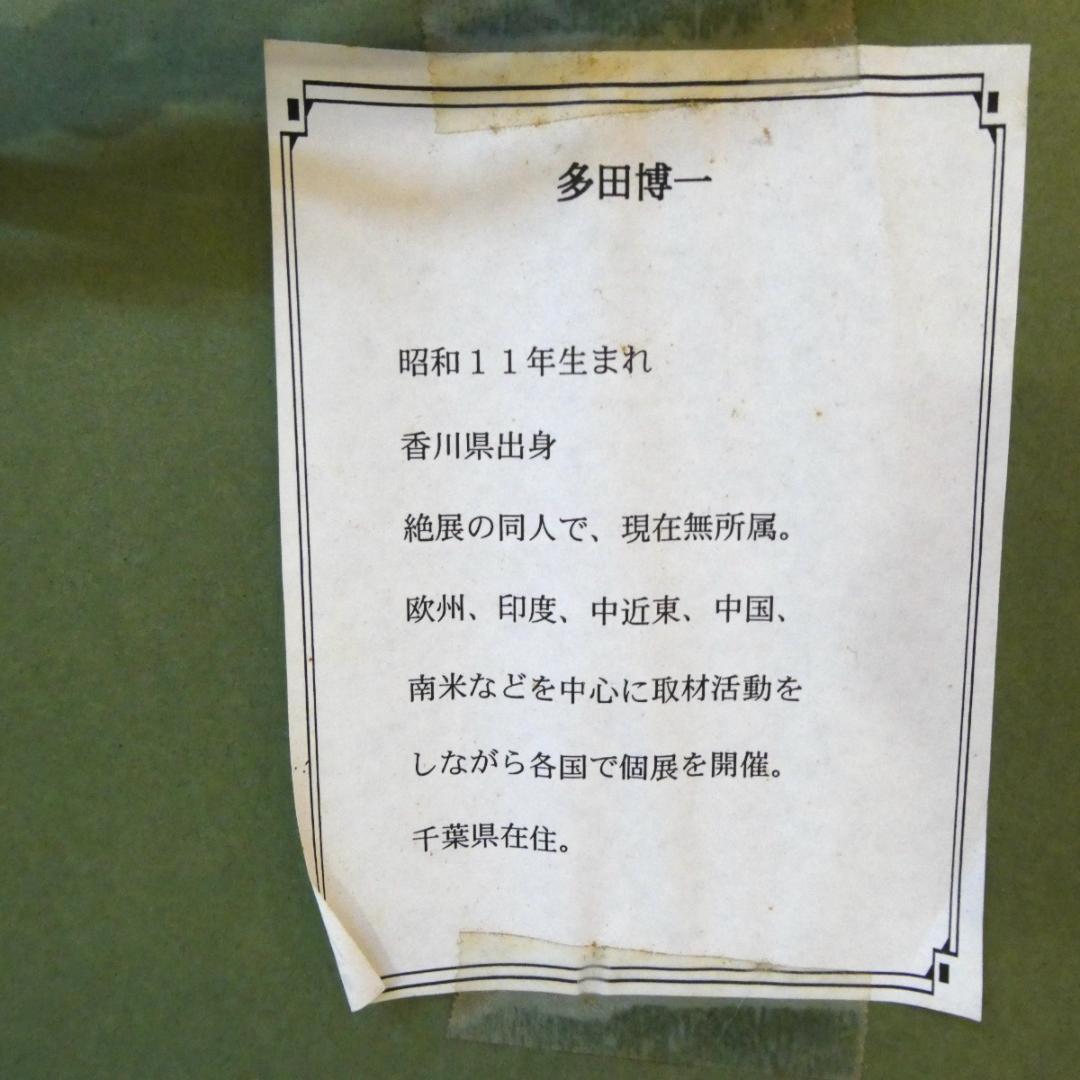 多田博一
昭和１１年生まれ
香川県出身
絶展の同人で、現在無所属。
欧州、印度、中近東、中国、
南米などを中心に取材活動を
しながら各国で個展を開催。
千葉県在住。